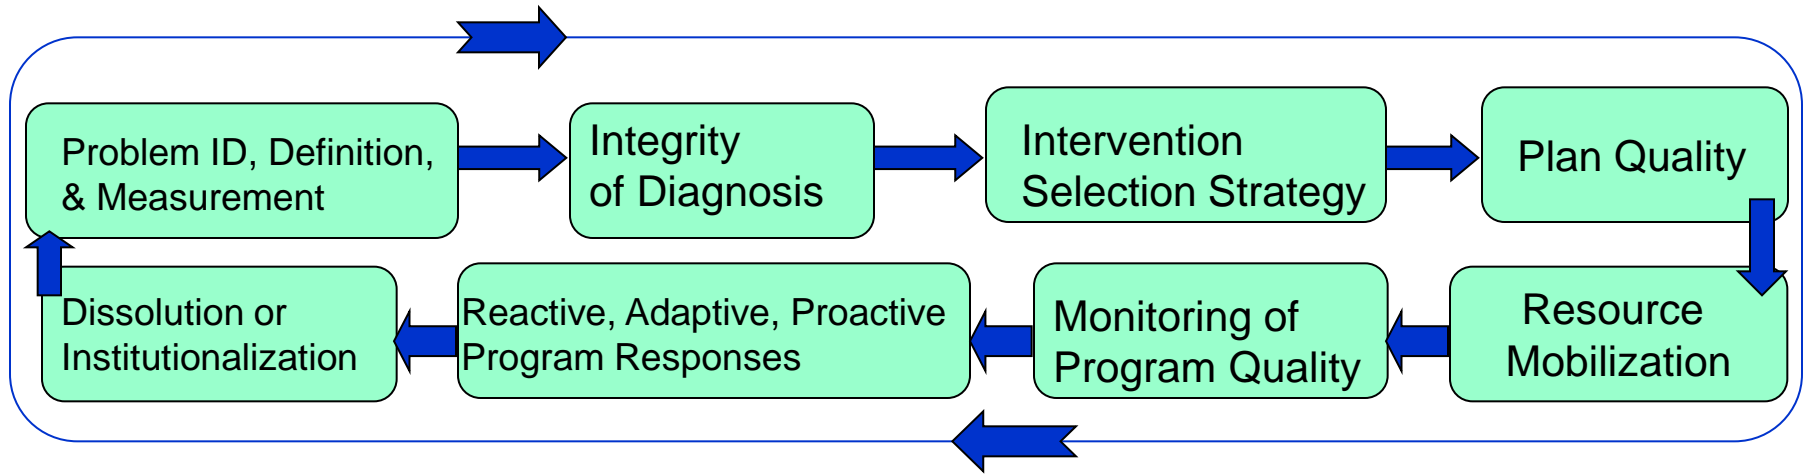 Problem ID, Definition,
& Measurement
Integrity
of Diagnosis
Intervention
Selection Strategy
Plan Quality
Resource
Mobilization
Monitoring of
Program Quality
Reactive, Adaptive, Proactive
Program Responses
Dissolution or
Institutionalization